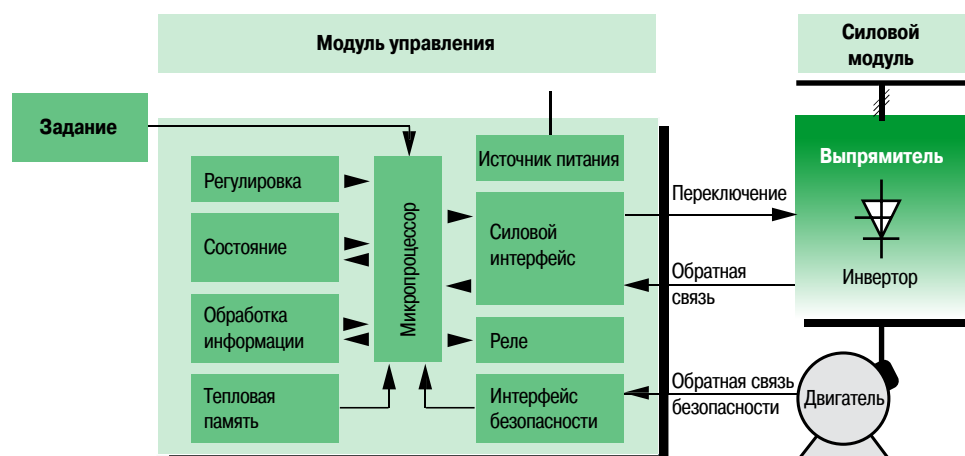 Модуль управления
Силовой
модуль
Задание
Источник питания
Выпрямитель
Регулировка
Микропроцессор
Переключение
Состояние
Силовой
интерфейс
Обратная
связь
Инвертор
Обработка
информации
Реле
Тепловая
память
Интерфейс
безопасности
Обратная связь
безопасности
Двигатель